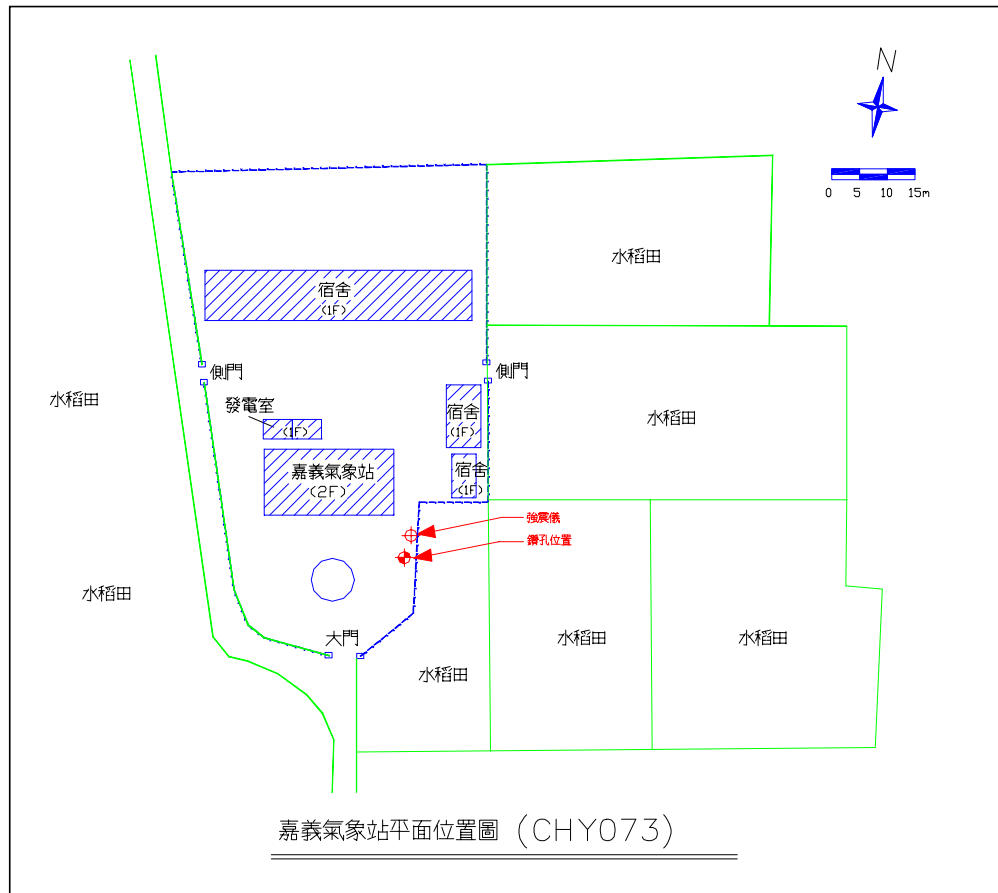 N
0 5 10 15m
水稻田
宿舍
(1F)
側門
側門
水稻田
發電室
(1F)
宿舍
(1F)
水稻田
嘉義氣象站
(2F)
宿舍
(1F)
強震儀
鑽孔位置
水稻田
大門
水稻田
水稻田
水稻田
嘉義氣象站平面位置圖 (CHY073)